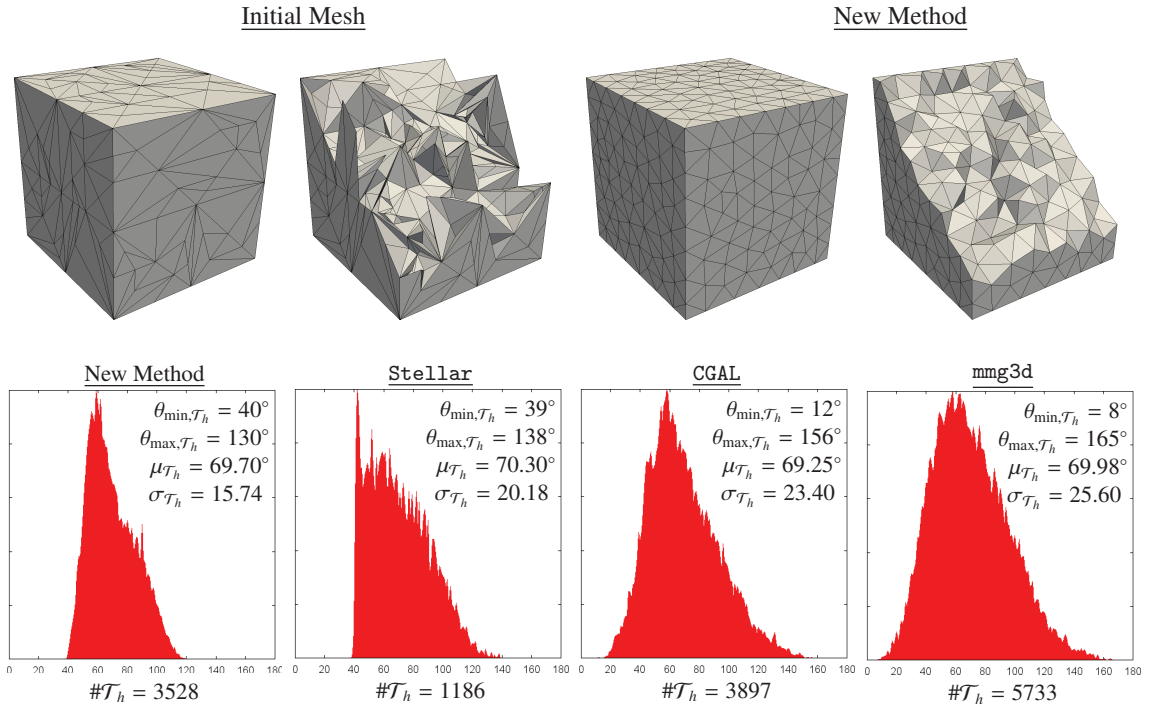 Initial Mesh
New Method
New Method
θmin,𝒯h = 40°
θmax,𝒯h = 130°
μ𝒯h = 69.70°
σ𝒯h = 15.74
0 20 40 60 80 100 120 140 160 180
#𝒯h = 3528
Stellar
θmin,𝒯h = 39°
θmax,𝒯h = 138°
μ𝒯h = 70.30°
σ𝒯h = 20.18
0 20 40 60 80 100 120 140 160 180
#𝒯h = 1186
CGAL
θmin,𝒯h = 12°
θmax,𝒯h = 156°
μ𝒯h = 69.25°
σ𝒯h = 23.40
0 20 40 60 80 100 120 140 160 180
#𝒯h = 3897
mmg3d
θmin,𝒯h = 8°
θmax,𝒯h = 165°
μ𝒯h = 69.98°
σ𝒯h = 25.60
0 20 40 60 80 100 120 140 160 180
#𝒯h = 5733